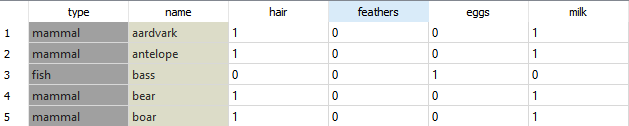 type name hair feathers eggs milk
1 mammal aardvark 1 0 0 1
2 mammal antelope 1 0 0 1
3 fish bass 0 0 1 0
4 mammal bear 1 0 0 1
5 mammal boar 1 0 0 1